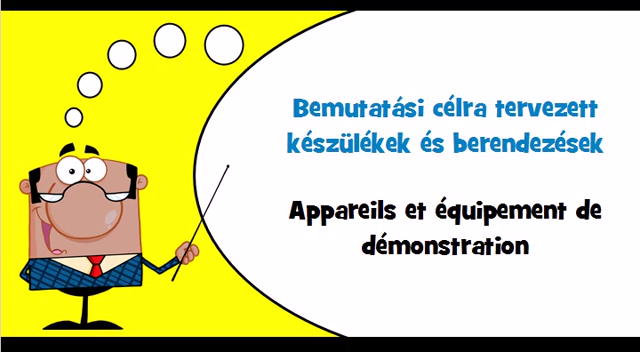 Bemutatási célra tervezett
készülékek és berendezések
Appareils et équipement de
démonstration